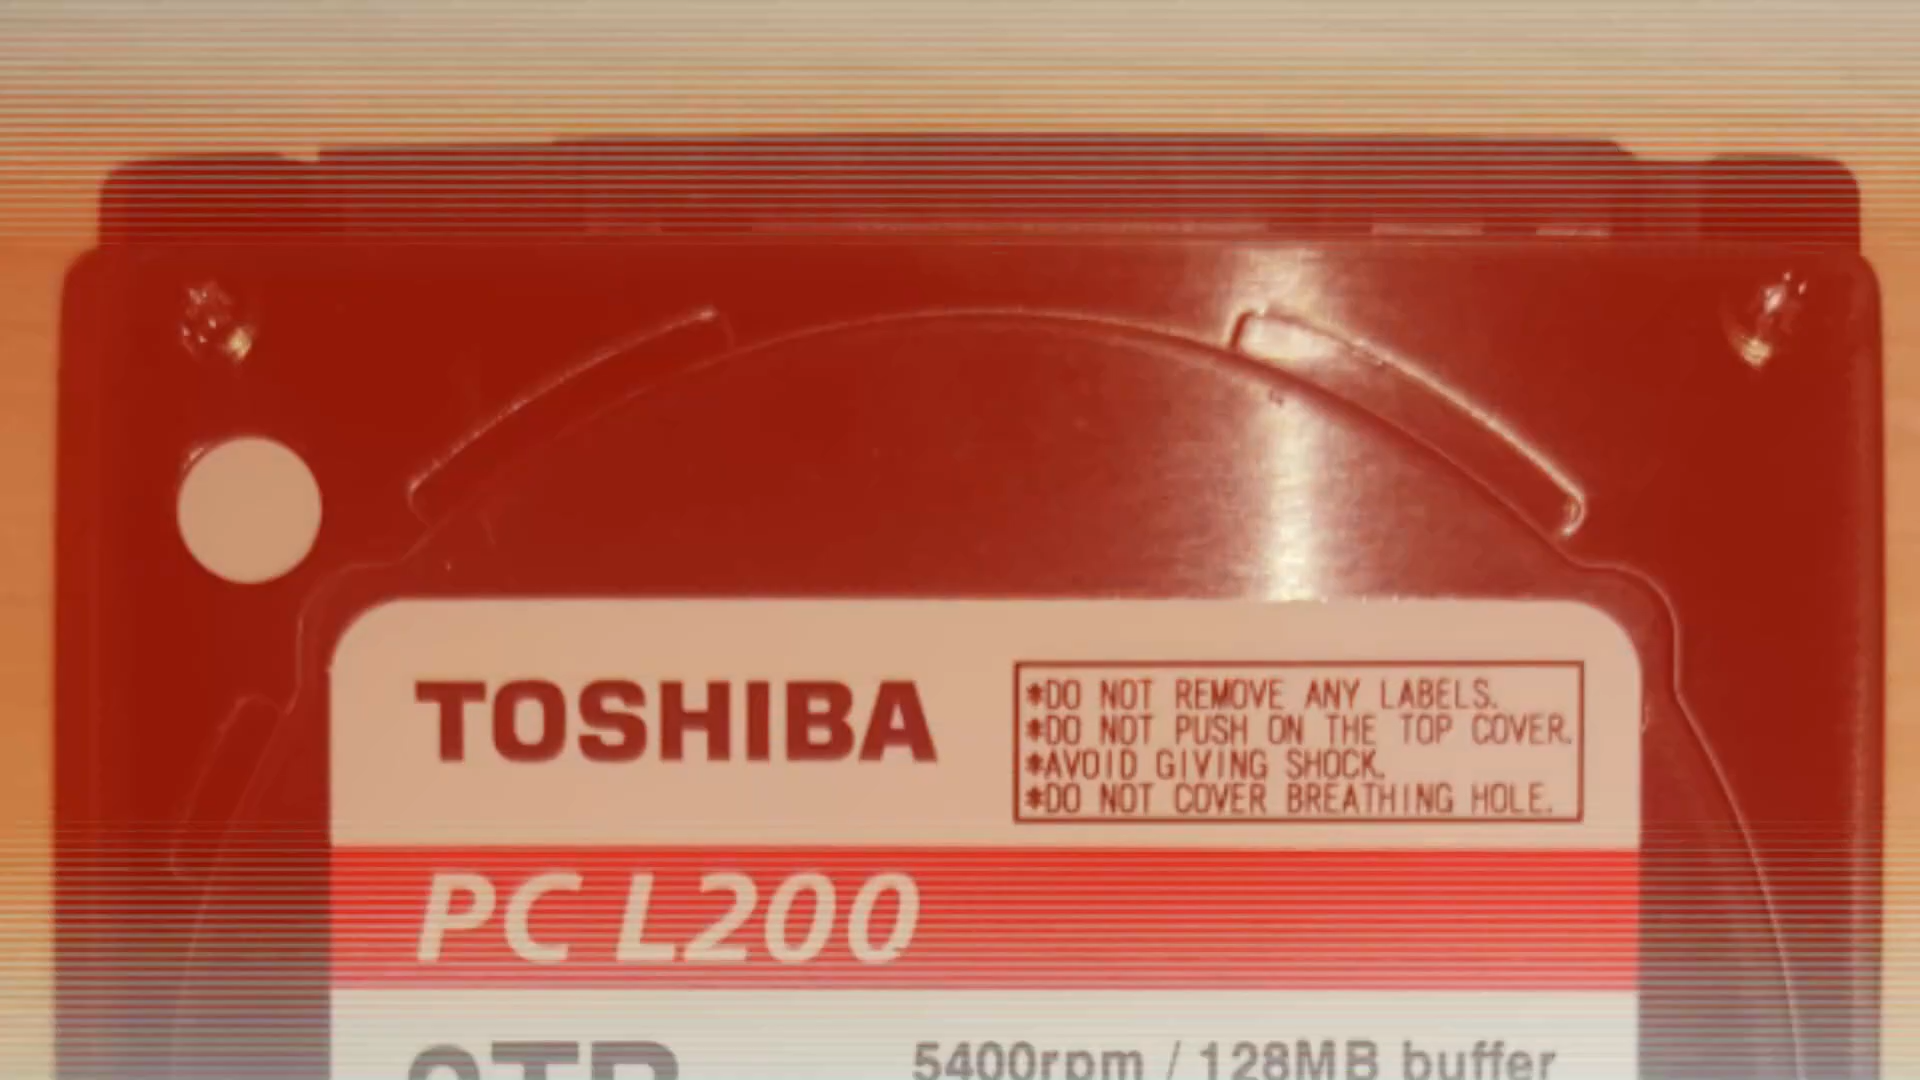 TOSHIBA
*DO NOT REMOVE ANY LABELS.
*DO NOT PUSH ON THE TOP COVER.
*AVOID GIVING SHOCK.
*DO NOT COVER BREATHING HOLE.
PC L200
5400rpm / 128MB buffer